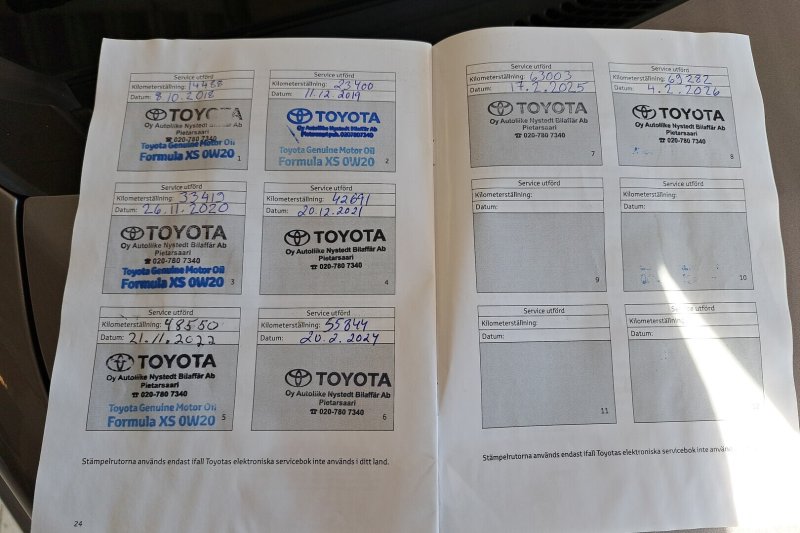 Service utförd
Kilometerställning: 14488
Datum: 8.10.2018
TOYOTA
Oy Autoliike Nystedt Bilaffär Ab
Pietarsaari
☎ 020-780 7340
Toyota Genuine Motor Oil
Formula XS 0W20
1
Service utförd
Kilometerställning: 23400
Datum: 11.12.2019
TOYOTA
Oy Autoliike Nystedt Bilaffär Ab
Toyota Genuine Motor Oil
Formula XS 0W20
2
Service utförd
Kilometerställning: 33419
Datum: 26.11.2020
TOYOTA
Oy Autoliike Nystedt Bilaffär Ab
Pietarsaari
☎ 020-780 7340
Toyota Genuine Motor Oil
Formula XS 0W20
3
Service utförd
Kilometerställning: 42691
Datum: 20.12.2021
TOYOTA
Oy Autoliike Nystedt Bilaffär Ab
Pietarsaari
☎ 020-780 7340
4
Service utförd
Kilometerställning: 48550
Datum: 21.11.2022
TOYOTA
Oy Autoliike Nystedt Bilaffär Ab
Pietarsaari
☎ 020-780 7340
Toyota Genuine Motor Oil
Formula XS 0W20
5
Service utförd
Kilometerställning: 55844
Datum: 20.2.2024
TOYOTA
Oy Autoliike Nystedt Bilaffär Ab
Pietarsaari
☎ 020-780 7340
6
Stämpelrutorna används endast ifall Toyotas elektroniska servicebok inte används i ditt land.
24
Service utförd
Kilometerställning: 63003
Datum: 17.2.2025
TOYOTA
Oy Autoliike Nystedt Bilaffär Ab
Pietarsaari
☎ 020-780 7340
7
Service utförd
Kilometerställning: 69282
Datum: 4.2.2026
TOYOTA
Oy Autoliike Nystedt Bilaffär Ab
Pietarsaari
☎ 020-780 7340
8
Service utförd
Kilometerställning:
Datum:
9
Service utförd
Kilometerställning:
Datum:
10
Service utförd
Kilometerställning:
Datum:
11
Service utförd
Kilometerställning:
Datum:
12
Stämpelrutorna används endast ifall Toyotas elektroniska servicebok inte används i ditt land.